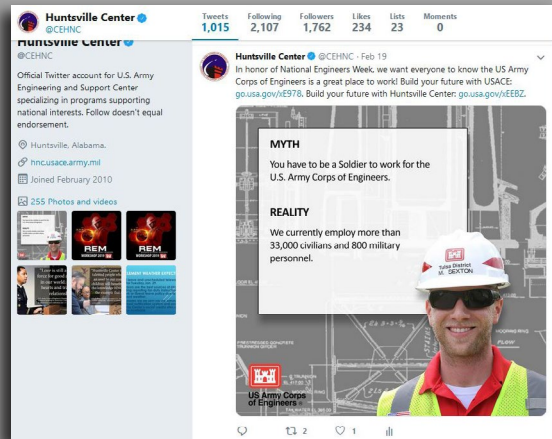 Huntsville Center
@CEHNC
Tweets Following Followers Likes Lists Moments
1,015 2,107 1,762 234 23 0
Huntsville Center
@CEHNC
Official Twitter account for U.S. Army
Engineering and Support Center
specializing in programs supporting
national interests. Follow doesn't equal
endorsement.
Huntsville, Alabama.
hnc.usace.army.mil
Joined February 2010
255 Photos and videos
REM
REM
Huntsville Center @CEHNC · Feb 19
In honor of National Engineers Week, we want everyone to know the US Army
Corps of Engineers is a great place to work! Build your future with USACE:
go.usa.gov/xE978. Build your future with Huntsville Center: go.usa.gov/xEEBZ.
MYTH
You have to be a Soldier to work for the
U.S. Army Corps of Engineers.
REALITY
We currently employ more than
33,000 civilians and 800 military
personnel.
Tulsa District
M. SEXTON
US Army Corps
of Engineers
2 1